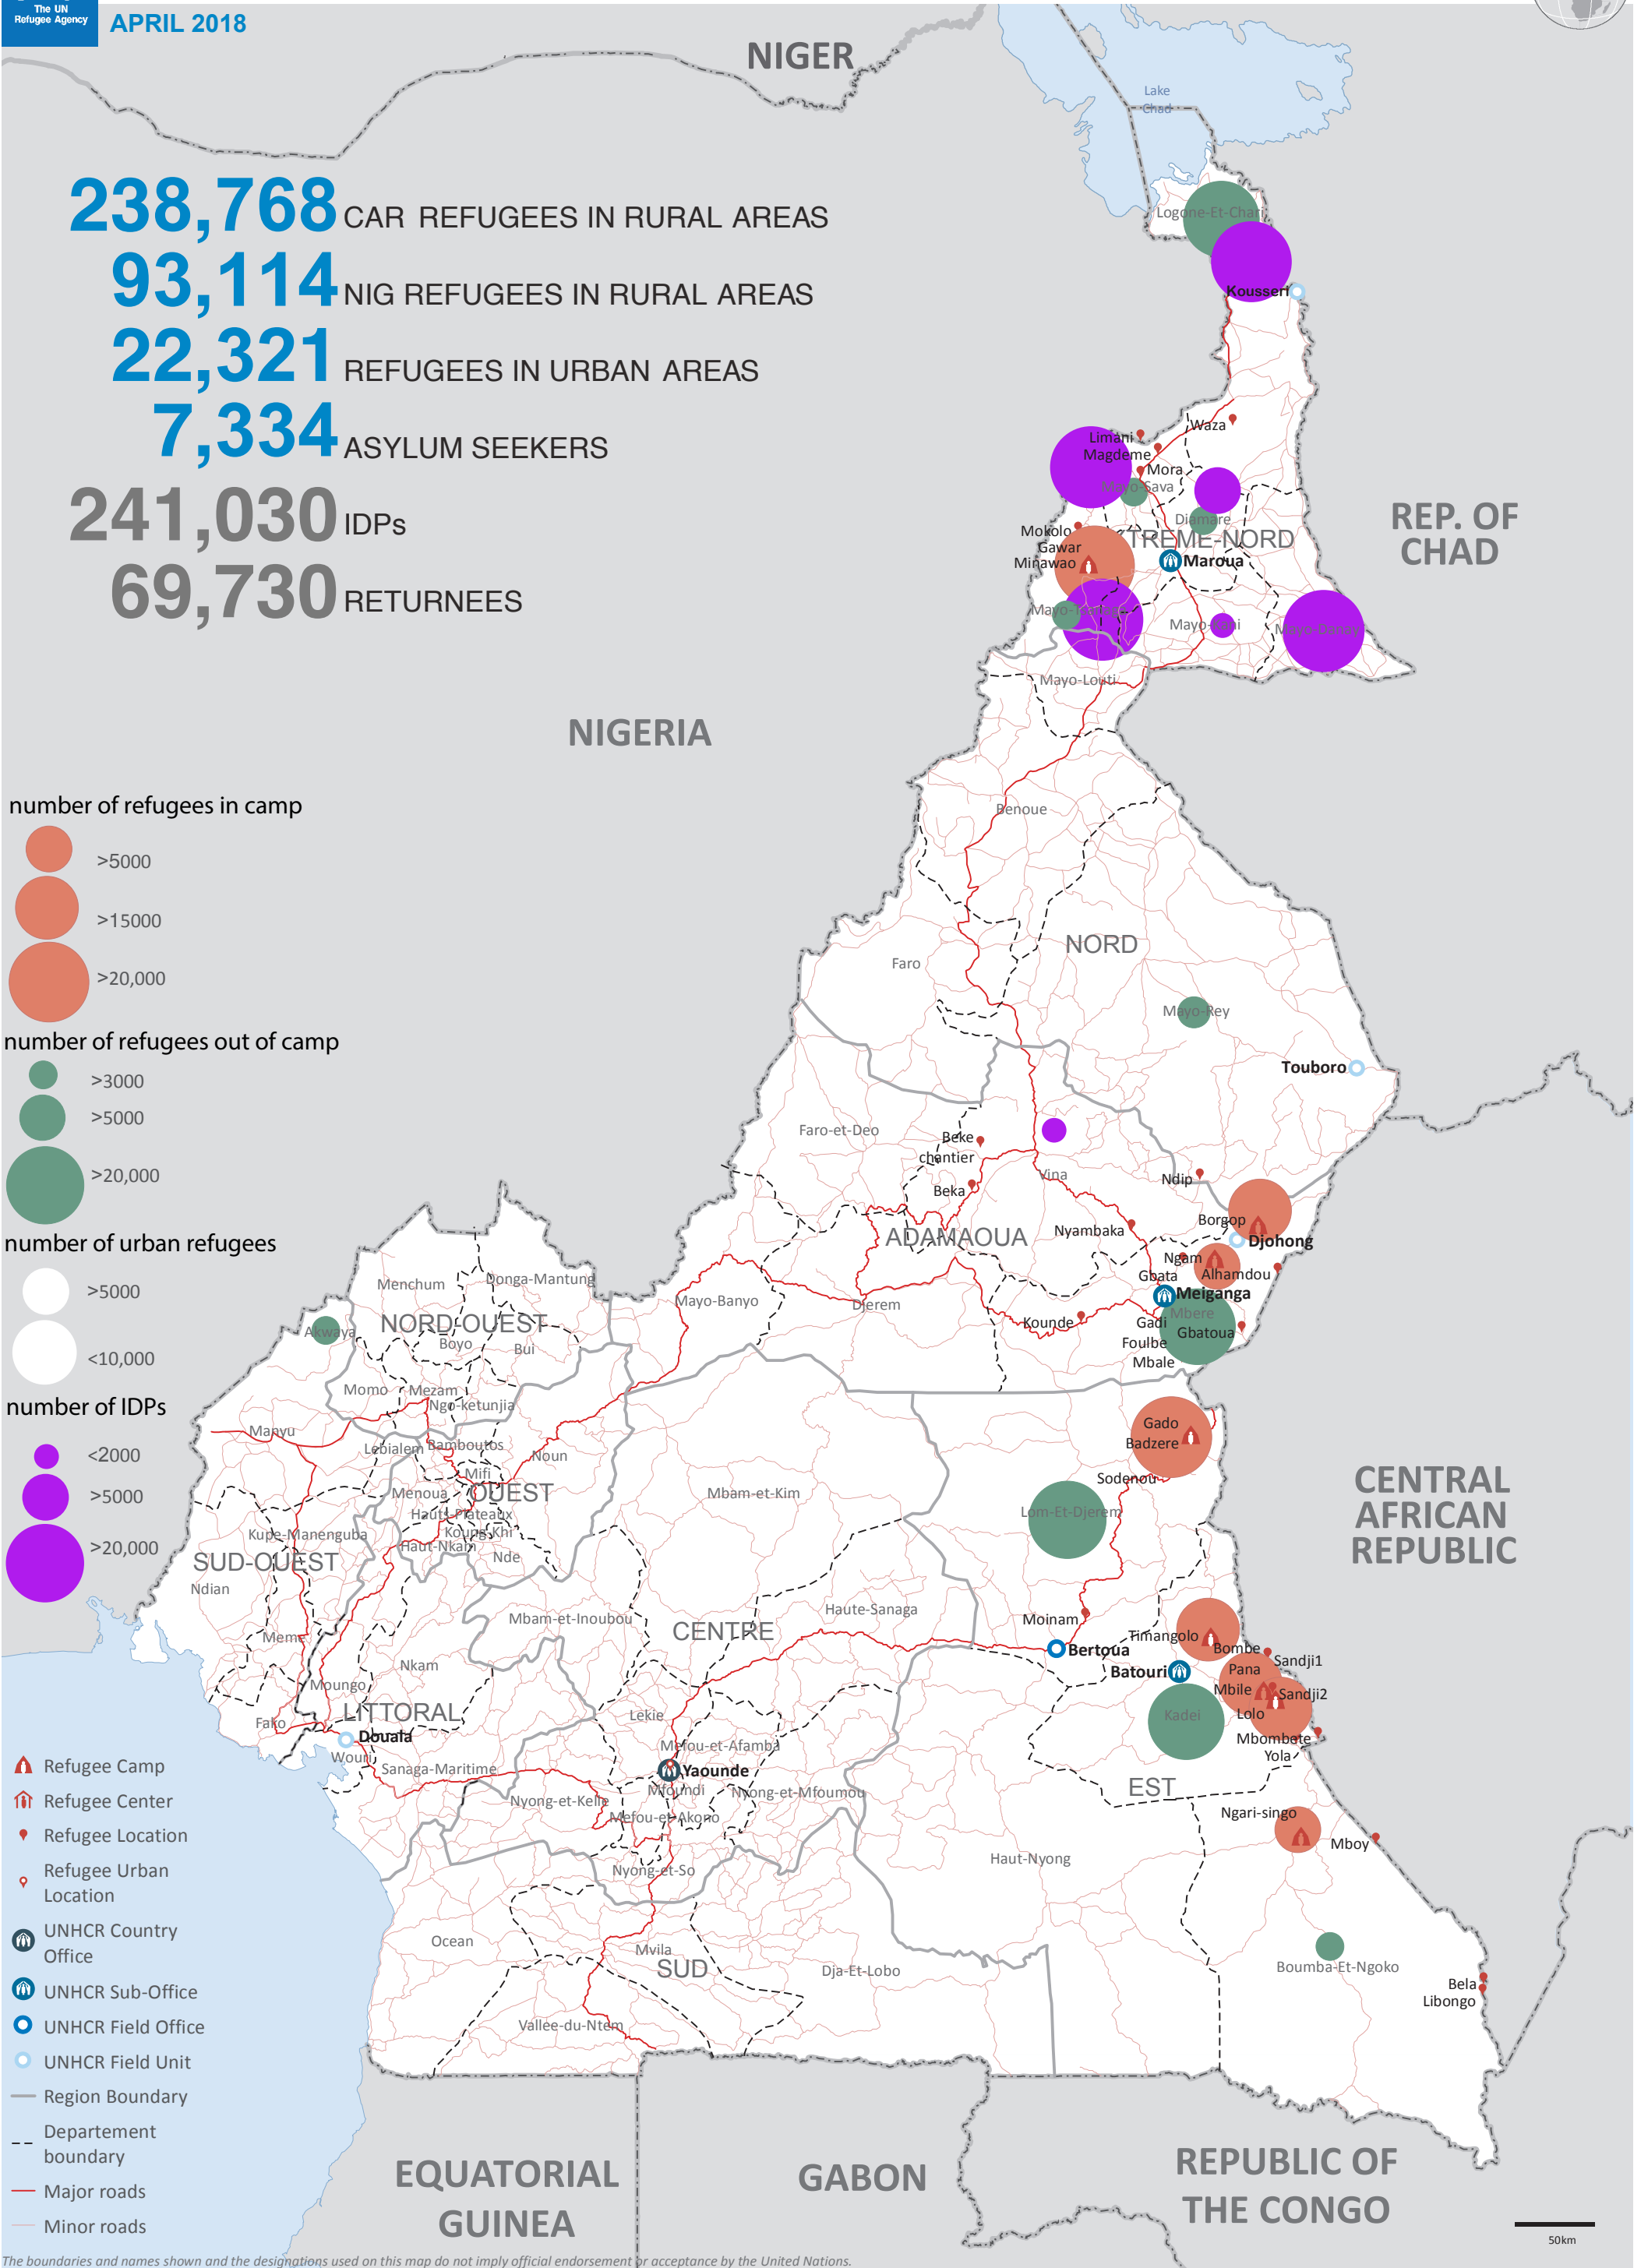 The UN
Refugee Agency
APRIL 2018
NIGER
Lake
Chad
238,768 CAR REFUGEES IN RURAL AREAS
93,114 NIG REFUGEES IN RURAL AREAS
22,321 REFUGEES IN URBAN AREAS
7,334 ASYLUM SEEKERS
241,030 IDPs
69,730 RETURNEES
Logone-Et-Chari
Kousseri
Waza
Limani
Magdeme
Mora
Mayo-Sava
Diamare
Mokolo
TREME-NORD
Gawar
Minawao
Maroua
REP. OF
CHAD
Mayo-Kani
Mayo-Danay
Mayo-Louti
NIGERIA
Benoue
NORD
Faro
Mayo-Rey
Touboro
Faro-et-Deo
Beke
chantier
Vina
Ndip
Beka
ADAMAOUA
Nyambaka
Borgop
Djohong
Ngam
Gbata
Alhamdou
Meiganga
Mbere
Mayo-Banyo
Djerem
Kounde
Gadi
Gbatoua
Foulbe
Mbale
Menchum
Donga-Mantung
NORD-OUEST
Akwaya
Boyo
Bui
Momo
Mezam
Ngo-ketunjia
Manyu
Lebialem
Bamboutos
Noun
Mifi
Menoua
OUEST
Hauts-Plateaux
Koung-Khi
Kupe-Manenguba
Haut-Nkam
Nde
SUD-OUEST
Ndian
Meme
Mbam-et-Kim
Gado
Badzere
Sodenou
Lom-Et-Djerem
CENTRAL
AFRICAN
REPUBLIC
Mbam-et-Inoubou
Haute-Sanaga
CENTRE
Moinam
Timangolo
Bombe
Bertoua
Sandji1
Batouri
Pana
Mbile
Sandji2
Kadei
Lolo
Mbombete
Yola
Nkam
Moungo
LITTORAL
Fako
Lekie
Douala
Wouri
Mefou-et-Afamba
Sanaga-Maritime
Yaounde
Mfoundi
Nyong-et-Kelle
Nyong-et-Mfoumou
Mefou-et-Akono
EST
Ngari-singo
Mboy
Haut-Nyong
Nyong-et-So
Ocean
Mvila
SUD
Dja-Et-Lobo
Boumba-Et-Ngoko
Bela
Libongo
Vallee-du-Ntem
EQUATORIAL
GUINEA
GABON
REPUBLIC OF
THE CONGO
50km
number of refugees in camp
>5000
>15000
>20,000
number of refugees out of camp
>3000
>5000
>20,000
number of urban refugees
>5000
<10,000
number of IDPs
<2000
>5000
>20,000
Refugee Camp
Refugee Center
Refugee Location
Refugee Urban
Location
UNHCR Country
Office
UNHCR Sub-Office
UNHCR Field Office
UNHCR Field Unit
Region Boundary
Departement
boundary
Major roads
Minor roads
The boundaries and names shown and the designations used on this map do not imply official endorsement or acceptance by the United Nations.